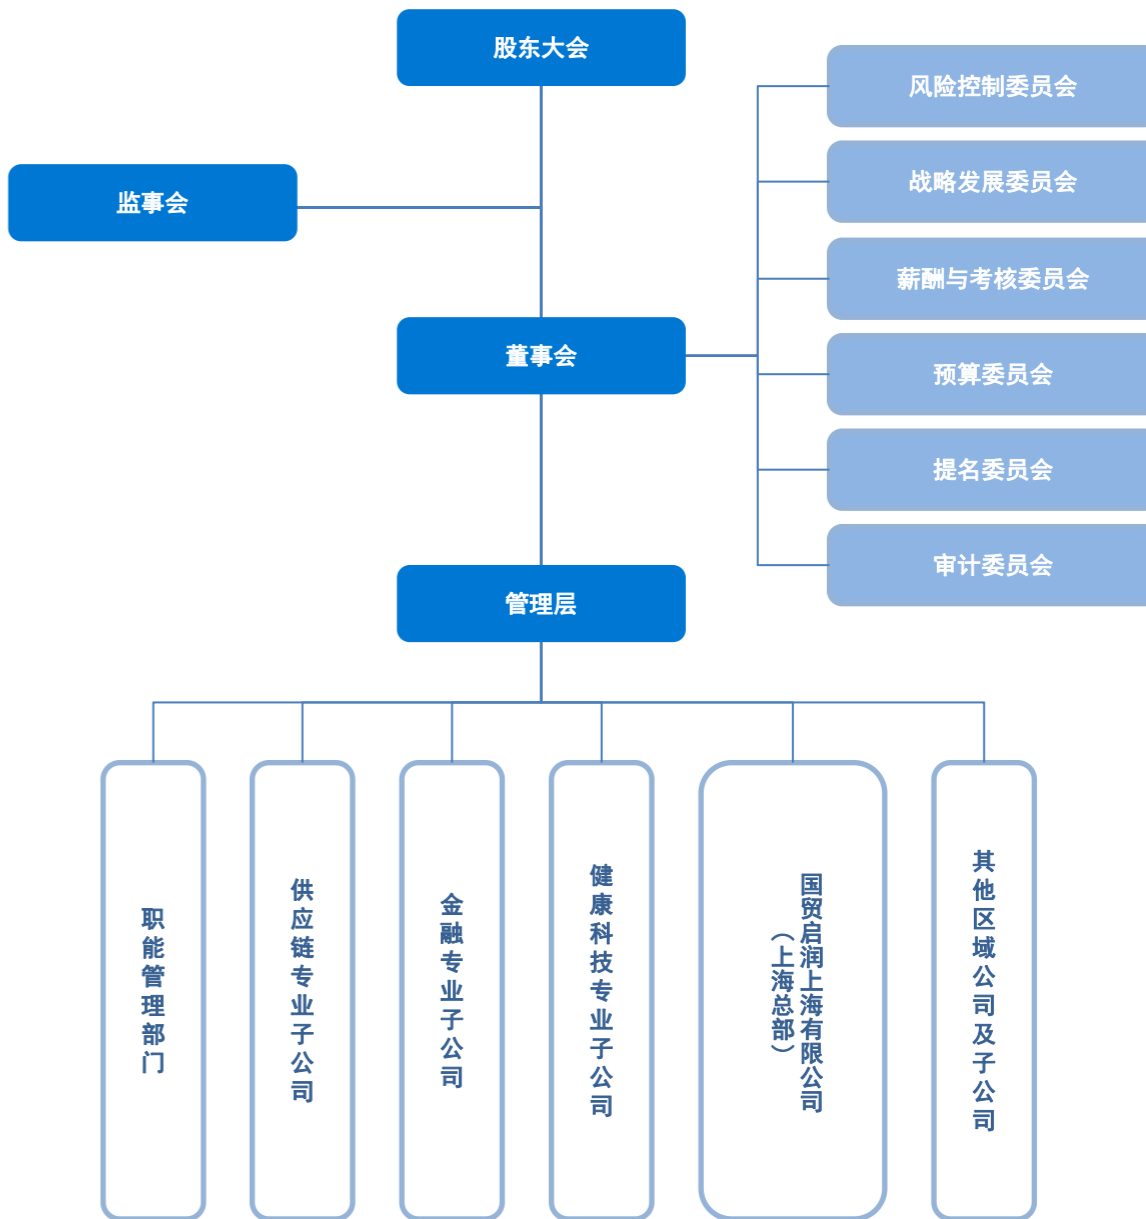 股东大会
风险控制委员会
战略发展委员会
监事会
薪酬与考核委员会
董事会
预算委员会
提名委员会
审计委员会
管理层
职能管理部门
供应链专业子公司
金融专业子公司
健康科技专业子公司
国贸启润上海有限公司
（上海总部）
其他区域公司及子公司